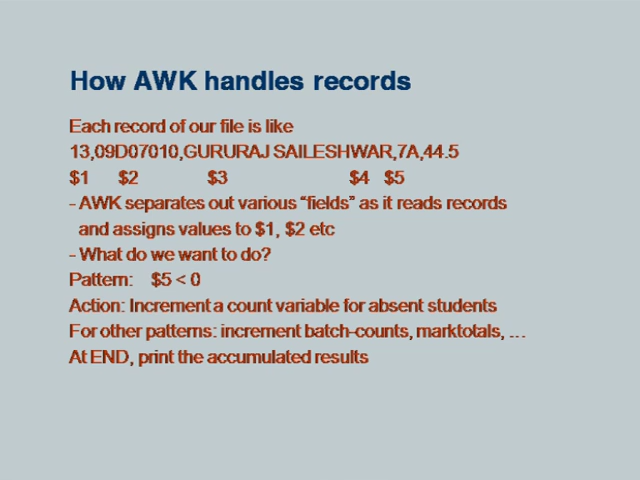 How AWK handles records
Each record of our file is like
13,09D07010,GURURAJ SAILESHWAR,7A,44.5
$1 $2 $3 $4 $5
- AWK separates out various “fields” as it reads records
and assigns values to $1, $2 etc
- What do we want to do?
Pattern: $5 < 0
Action: Increment a count variable for absent students
For other patterns: increment batch-counts, marktotals, …
At END, print the accumulated results